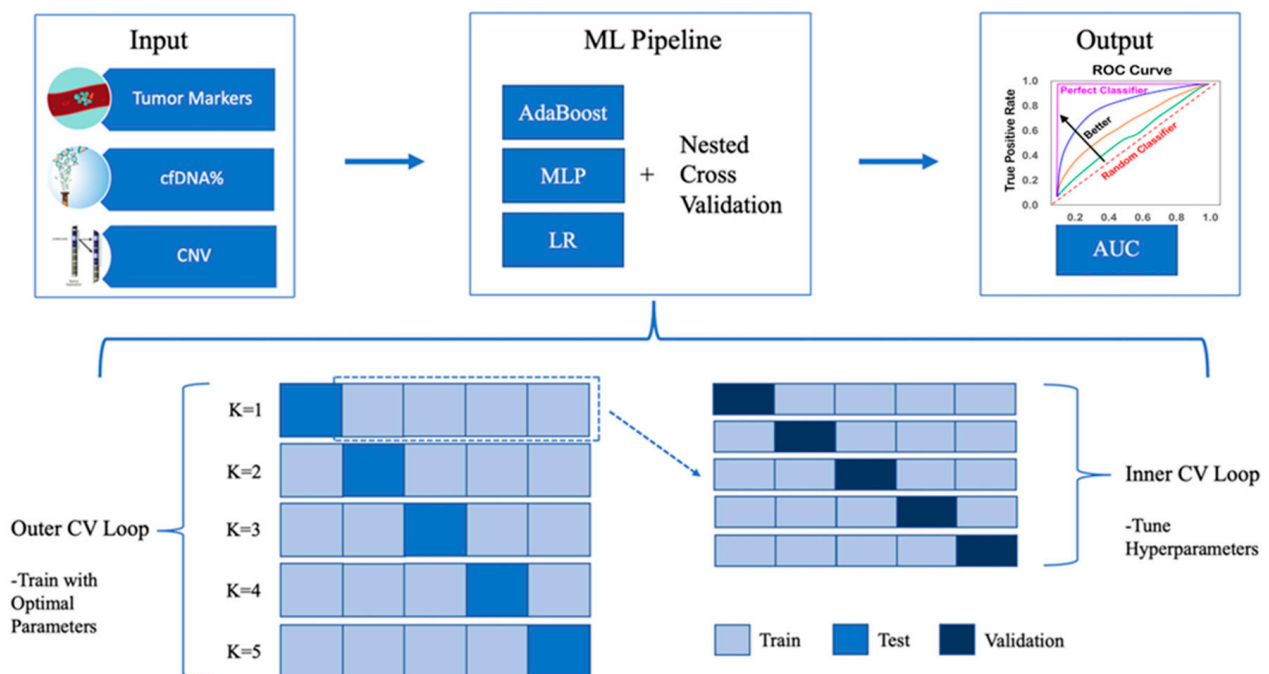 Input
Tumor Markers
cfDNA%
CNV
ML Pipeline
AdaBoost
MLP
LR
+
Nested
Cross
Validation
Output
ROC Curve
True Positive Rate
1.0
0.8
0.6
0.4
0.2
0.0
Perfect Classifier
Better
Random Classifier
0.2
0.4
0.6
0.8
1.0
AUC
Outer CV Loop
-Train with
Optimal
Parameters
K=1
K=2
K=3
K=4
K=5
Inner CV Loop
-Tune
Hyperparameters
Train
Test
Validation